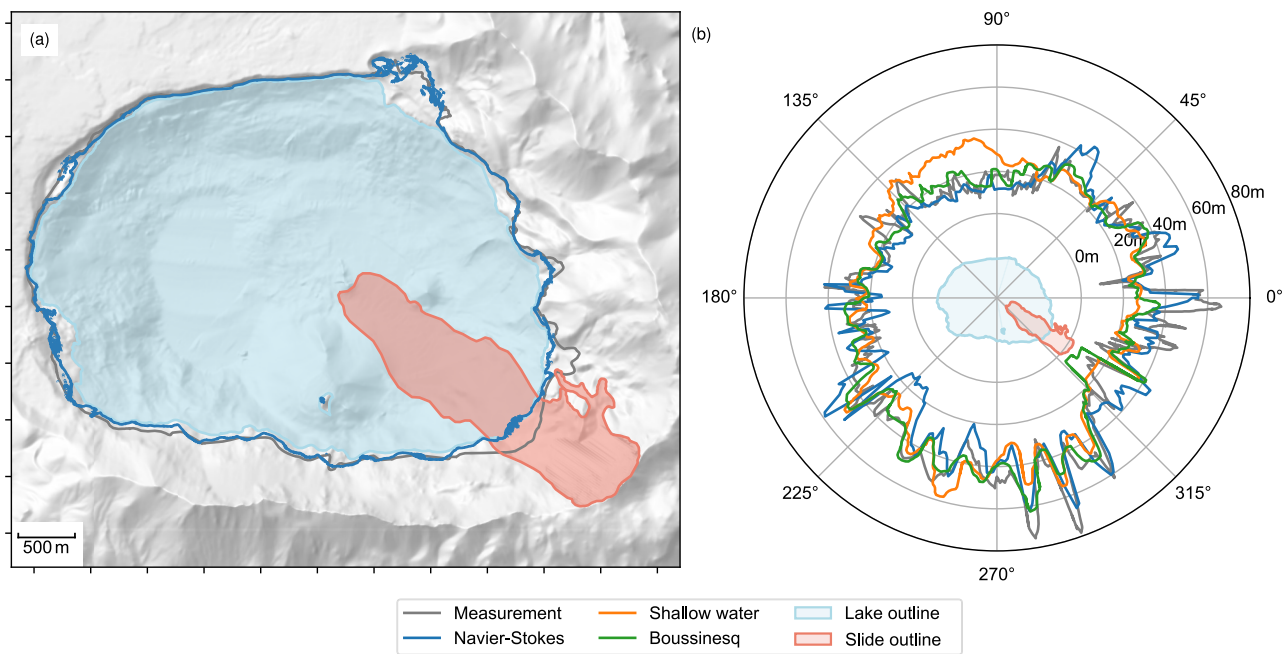 (a)
500 m
(b)
90°
135°
45°
180°
0°
225°
315°
270°
0m
20m
40m
60m
80m
Measurement
Navier-Stokes
Shallow water
Boussinesq
Lake outline
Slide outline